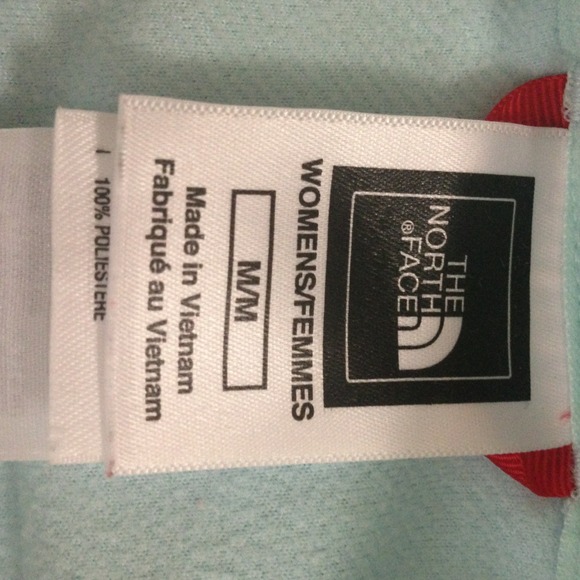 THE
NORTH
FACE®
WOMENS/FEMMES
M/M
Made in Vietnam
Fabriqué au Vietnam
100% POLIESTERE